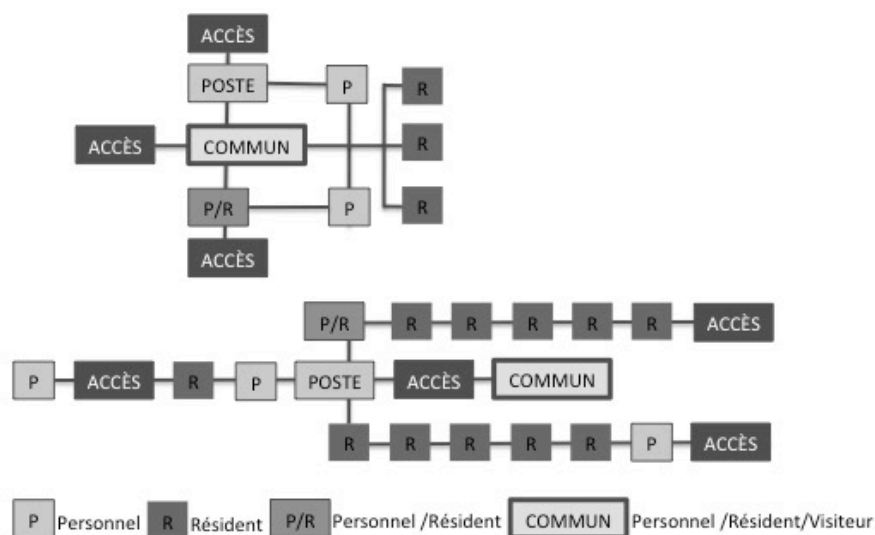 ACCÈS
POSTE P R
ACCÈS COMMUN R
P/R P R
ACCÈS
P/R R R R R R ACCÈS
P ACCÈS R P POSTE ACCÈS COMMUN
R R R R R P ACCÈS
P Personnel R Résident P/R Personnel /Résident COMMUN Personnel /Résident/Visiteur